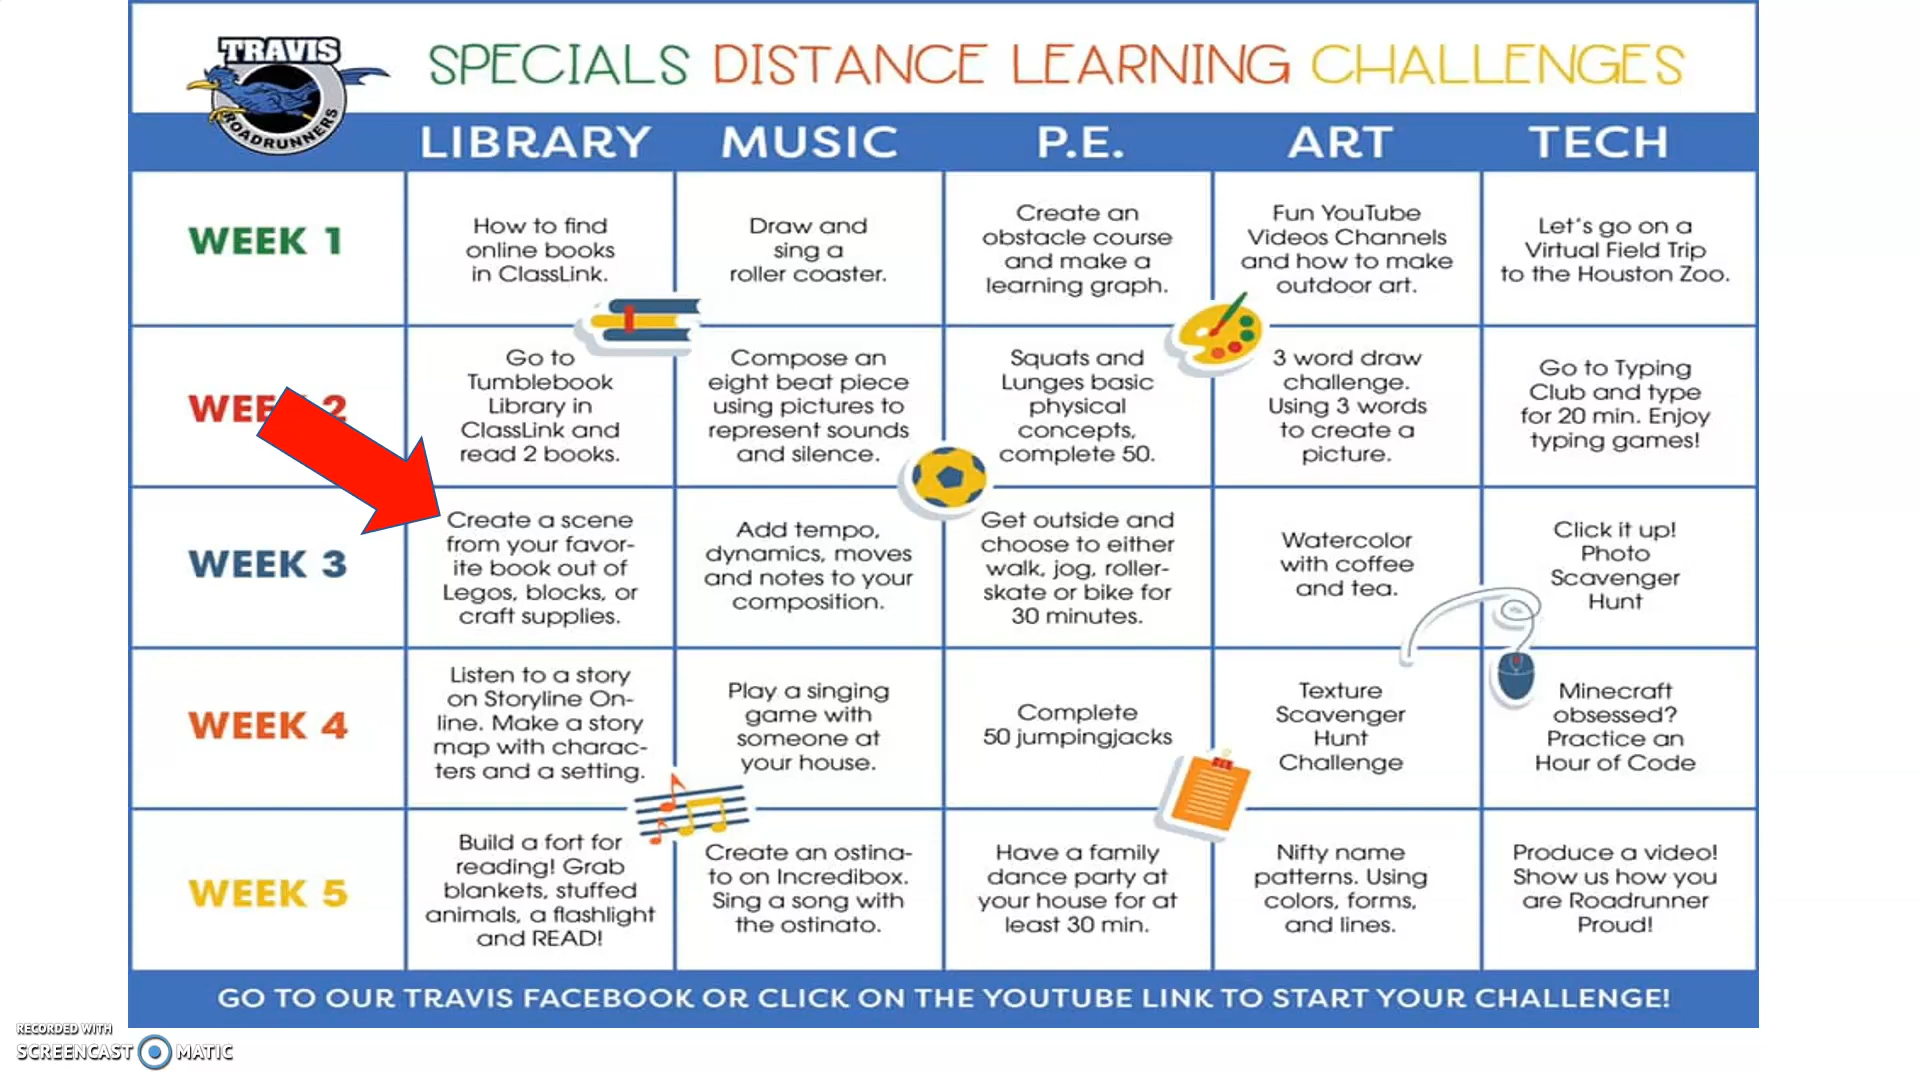 TRAVIS
ROADRUNNERS
SPECIALS DISTANCE LEARNING CHALLENGES
LIBRARY
MUSIC
P.E.
ART
TECH
WEEK 1
How to find
online books
in ClassLink.
Draw and
sing a
roller coaster.
Create an
obstacle course
and make a
learning graph.
Fun YouTube
Videos Channels
and how to make
outdoor art.
Let's go on a
Virtual Field Trip
to the Houston Zoo.
WEEK 2
Go to
Tumblebook
Library in
ClassLink and
read 2 books.
Compose an
eight beat piece
using pictures to
represent sounds
and silence.
Squats and
Lunges basic
physical
concepts,
complete 50.
3 word draw
challenge.
Using 3 words
to create a
picture.
Go to Typing
Club and type
for 20 min. Enjoy
typing games!
WEEK 3
Create a scene
from your favor-
ite book out of
Legos, blocks, or
craft supplies.
Add tempo,
dynamics, moves
and notes to your
composition.
Get outside and
choose to either
walk, jog, roller-
skate or bike for
30 minutes.
Watercolor
with coffee
and tea.
Click it up!
Photo
Scavenger
Hunt
WEEK 4
Listen to a story
on Storyline On-
line. Make a story
map with charac-
ters and a setting.
Play a singing
game with
someone at
your house.
Complete
50 jumpingjacks
Texture
Scavenger
Hunt
Challenge
Minecraft
obsessed?
Practice an
Hour of Code
WEEK 5
Build a fort for
reading! Grab
blankets, stuffed
animals, a flashlight
and READ!
Create an ostina-
to on Incredibox.
Sing a song with
the ostinato.
Have a family
dance party at
your house for at
least 30 min.
Nifty name
patterns. Using
colors, forms,
and lines.
Produce a video!
Show us how you
are Roadrunner
Proud!
GO TO OUR TRAVIS FACEBOOK OR CLICK ON THE YOUTUBE LINK TO START YOUR CHALLENGE!
RECORDED WITH
SCREENCAST MATIC